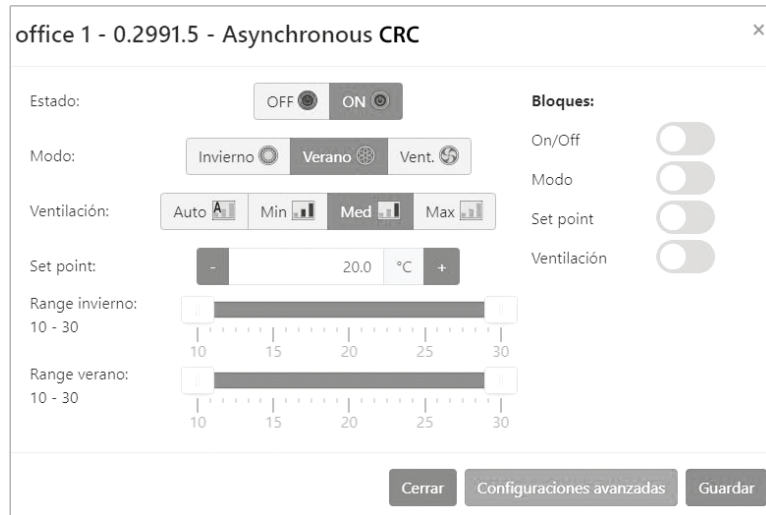 office 1 - 0.2991.5 - Asynchronous CRC ×
Estado: OFF ON
Modo: Invierno Verano Vent.
Ventilación: Auto A Min Med Max
Set point: - 20.0 °C +
Range invierno:
10 - 30
10 15 20 25 30
Range verano:
10 - 30
10 15 20 25 30
Bloques:
On/Off
Modo
Set point
Ventilación
Cerrar Configuraciones avanzadas Guardar